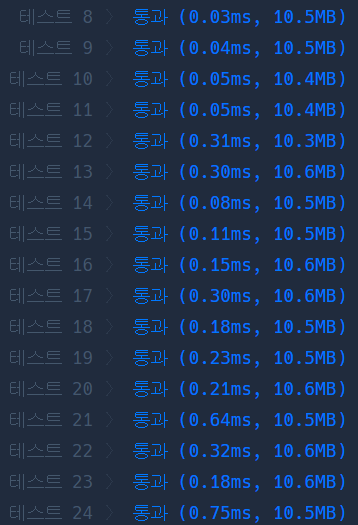 테스트 8 〉 통과 (0.03ms, 10.5MB)
테스트 9 〉 통과 (0.04ms, 10.5MB)
테스트 10 〉 통과 (0.05ms, 10.4MB)
테스트 11 〉 통과 (0.05ms, 10.4MB)
테스트 12 〉 통과 (0.31ms, 10.3MB)
테스트 13 〉 통과 (0.30ms, 10.6MB)
테스트 14 〉 통과 (0.08ms, 10.5MB)
테스트 15 〉 통과 (0.11ms, 10.5MB)
테스트 16 〉 통과 (0.15ms, 10.6MB)
테스트 17 〉 통과 (0.30ms, 10.6MB)
테스트 18 〉 통과 (0.18ms, 10.5MB)
테스트 19 〉 통과 (0.23ms, 10.5MB)
테스트 20 〉 통과 (0.21ms, 10.6MB)
테스트 21 〉 통과 (0.64ms, 10.5MB)
테스트 22 〉 통과 (0.32ms, 10.6MB)
테스트 23 〉 통과 (0.18ms, 10.6MB)
테스트 24 〉 통과 (0.75ms, 10.5MB)